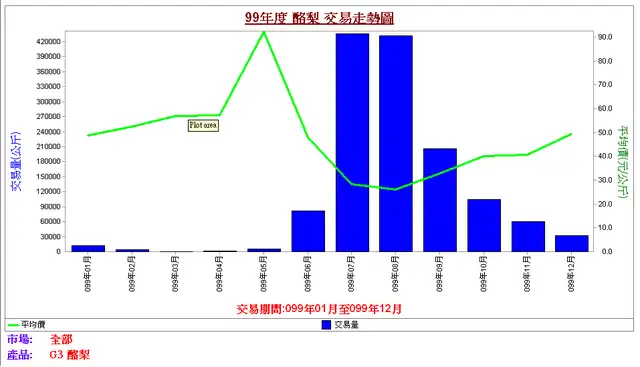 99年度 酪梨 交易走勢圖
交易量(公斤)
420000
390000
360000
330000
300000
270000
240000
210000
180000
150000
120000
90000
60000
30000
0
Plot area
90.0
80.0
70.0
60.0
50.0
40.0
30.0
20.0
10.0
0.0
平均價(元/公斤)
099年01月
099年02月
099年03月
099年04月
099年05月
099年06月
099年07月
099年08月
099年09月
099年10月
099年11月
099年12月
交易期間:099年01月至099年12月
平均價 交易量
市場: 全部
產品: G3 酪梨